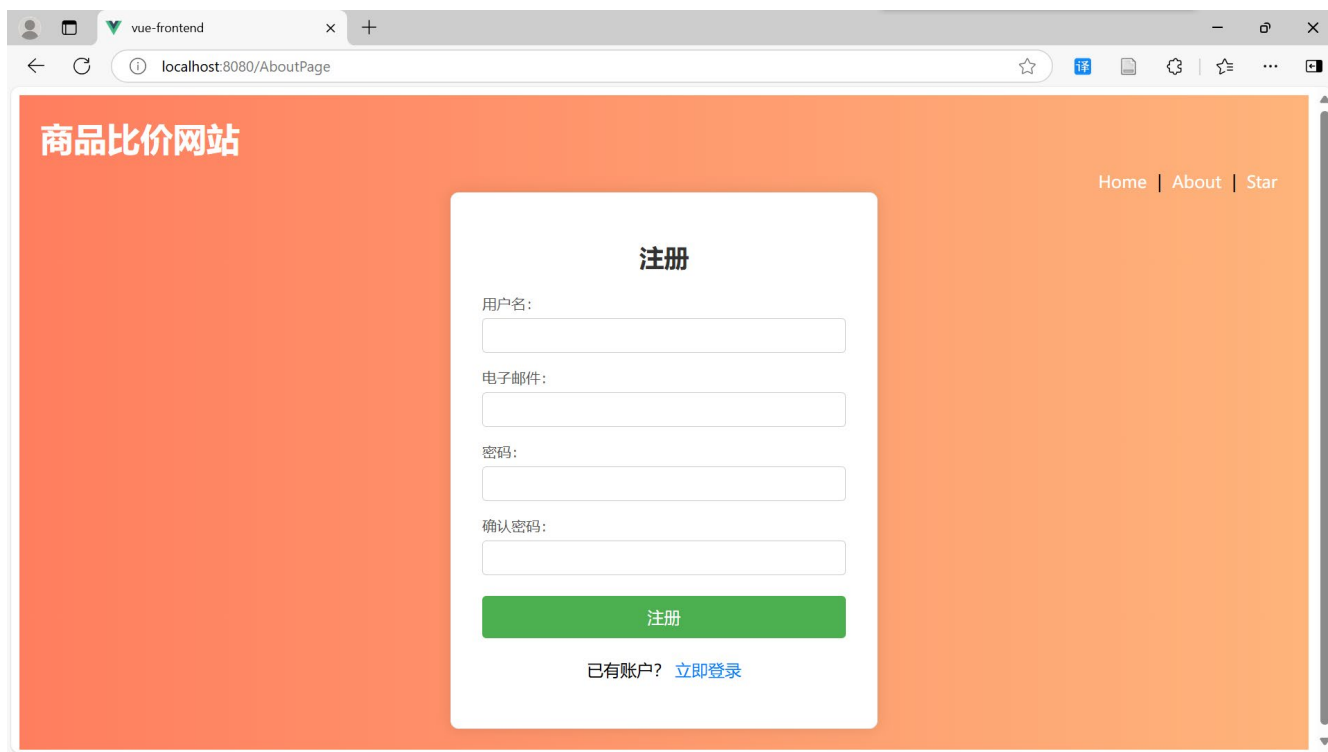 vue-frontend
localhost:8080/AboutPage
译
商品比价网站
Home | About | Star
注册
用户名:
电子邮件:
密码:
确认密码:
注册
已有账户? 立即登录